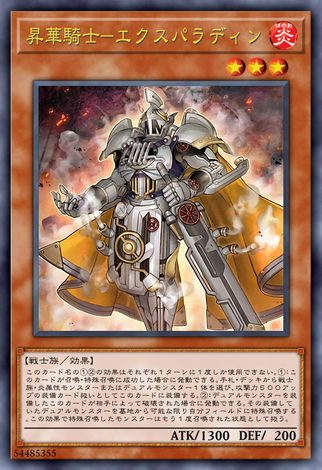 昇華騎士－エクスパラディン
炎
【戦士族／効果】
このカード名の①②の効果はそれぞれ１ターンに１度しか使用できない。①：こ
のカードが召喚・特殊召喚に成功した場合に発動できる。手札・デッキから戦士
族・炎属性モンスターまたはデュアルモンスター１体を選び、攻撃力５００アッ
プの装備カード扱いとしてこのカードに装備する。②：デュアルモンスターを装
備したこのカードが相手によって破壊された場合に発動できる。その装備して
いたデュアルモンスターを墓地から可能な限り自分フィールドに特殊召喚する
。この効果で特殊召喚したモンスターはもう１度召喚された状態として扱う。
ATK/1300 DEF/ 200
54485355